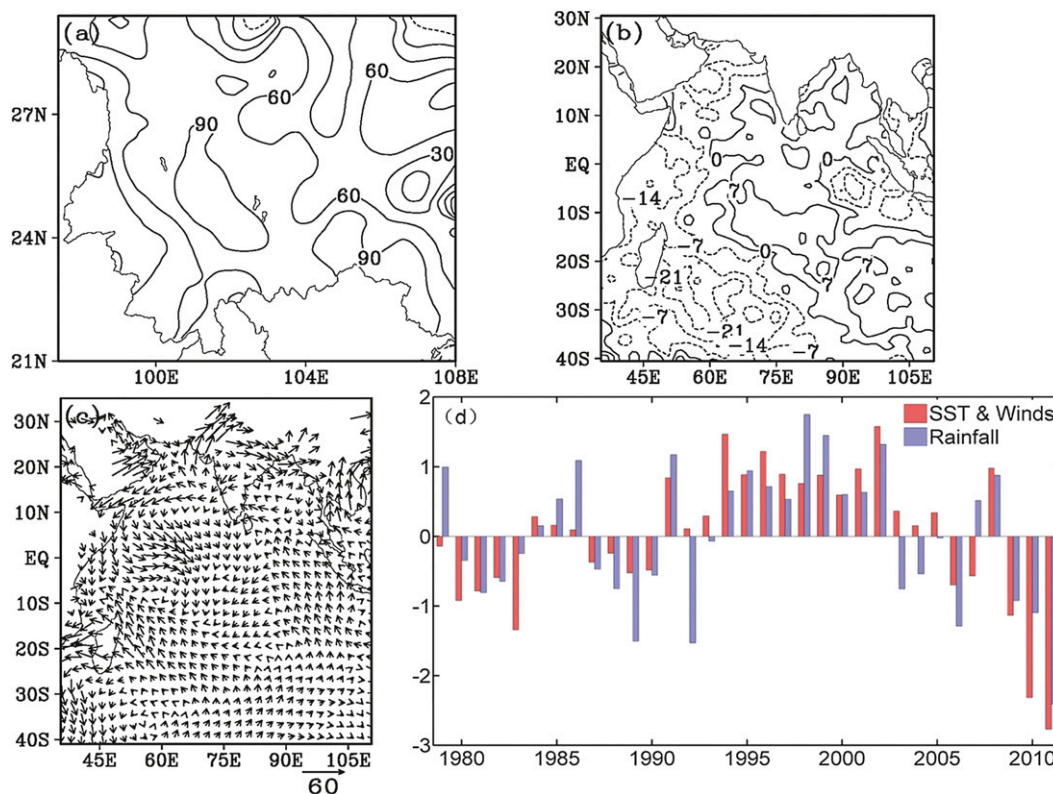 (a)
27N
24N
21N
100E 104E 108E
60
60
90
30
60
90
(b)
30N
20N
10N
EQ
10S
20S
30S
40S
45E 60E 75E 90E 105E
0
0
7
-14
-7
0
7
-21
7
-7
-21
-14
-7
(c)
30N
20N
10N
EQ
10S
20S
30S
40S
45E 60E 75E 90E 105E
60
(d)
SST & Winds
Rainfall
2
1
0
-1
-2
-3
1980 1985 1990 1995 2000 2005 2010